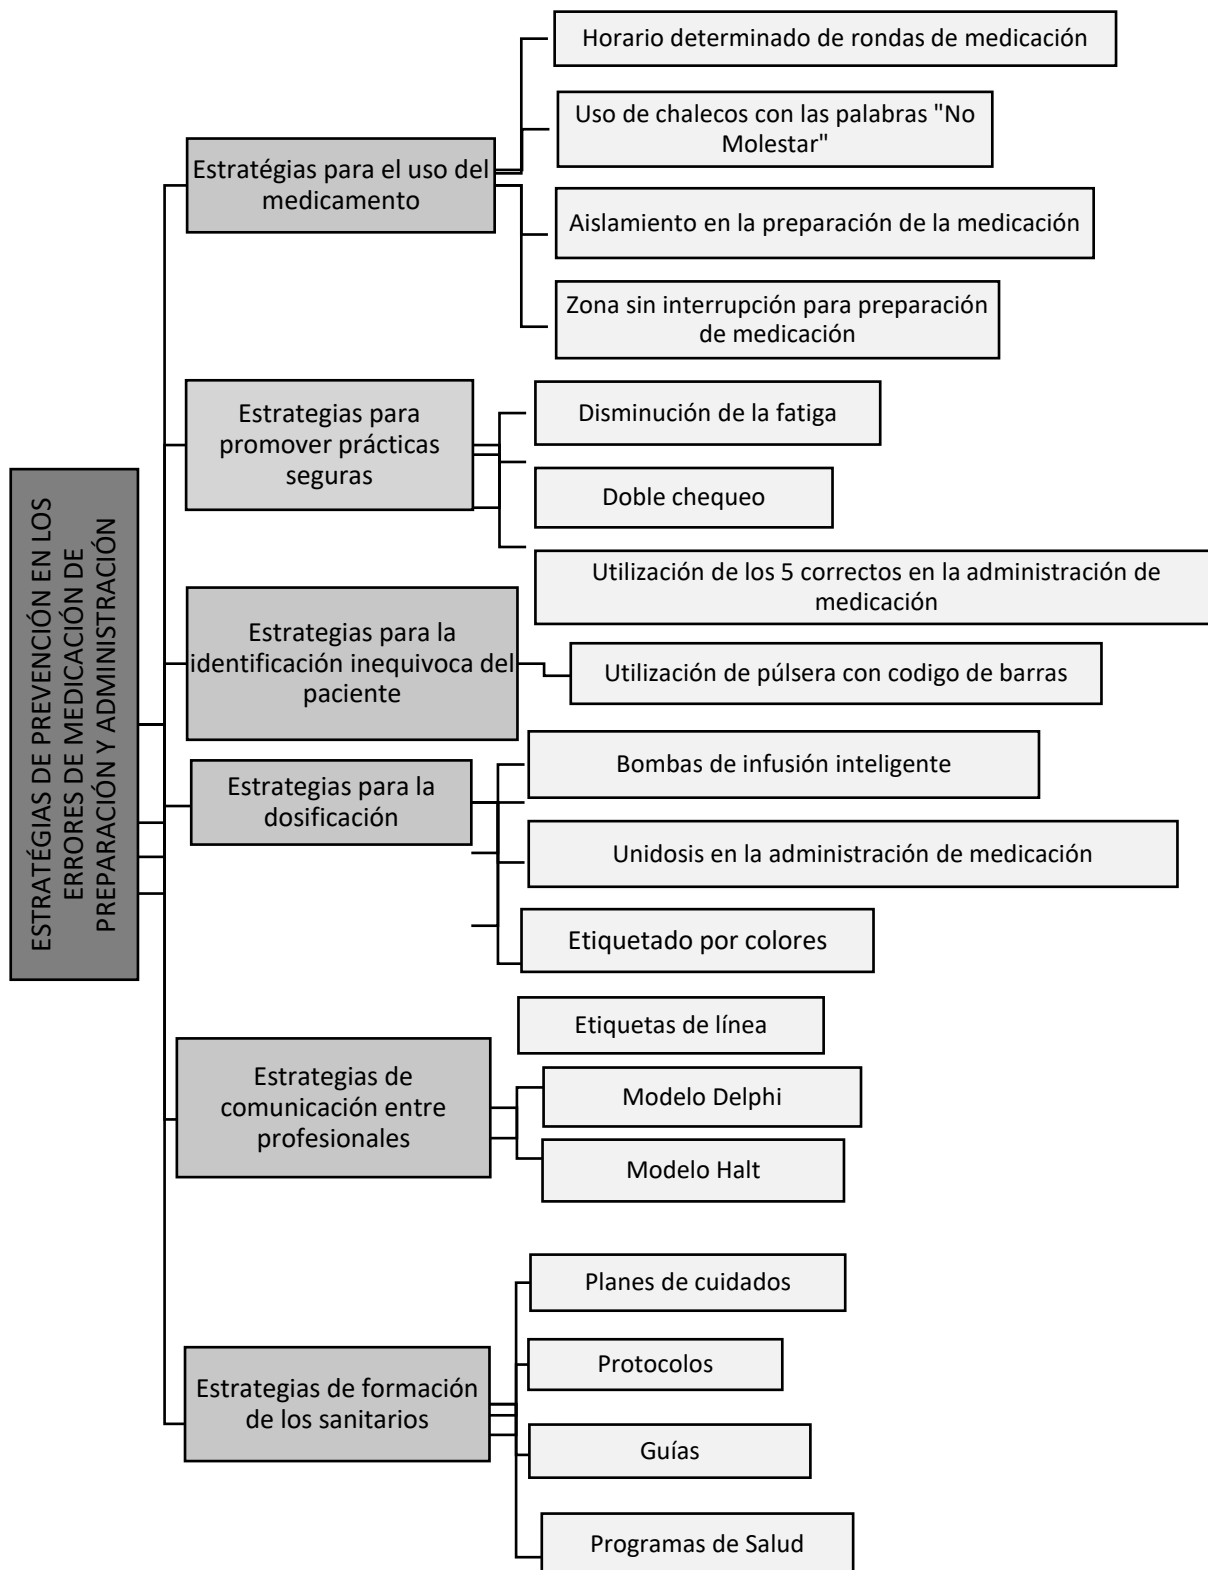 ESTRATÉGIAS DE PREVENCIÓN EN LOS
ERRORES DE MEDICACIÓN DE
PREPARACIÓN Y ADMINISTRACIÓN
Estratégias para el uso del
medicamento
Horario determinado de rondas de medicación
Uso de chalecos con las palabras "No
Molestar"
Aislamiento en la preparación de la medicación
Zona sin interrupción para preparación
de medicación
Estrategias para
promover prácticas
seguras
Disminución de la fatiga
Doble chequeo
Utilización de los 5 correctos en la administración de
medicación
Estrategias para la
identificación inequivoca del
paciente
Utilización de púlsera con codigo de barras
Estrategias para la
dosificación
Bombas de infusión inteligente
Unidosis en la administración de medicación
Etiquetado por colores
Etiquetas de línea
Estrategias de
comunicación entre
profesionales
Modelo Delphi
Modelo Halt
Estrategias de formación
de los sanitarios
Planes de cuidados
Protocolos
Guías
Programas de Salud